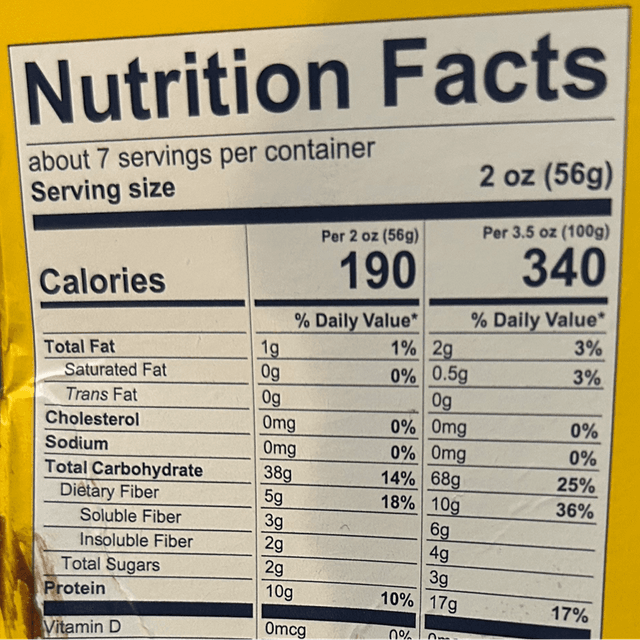 Nutrition Facts
about 7 servings per container
Serving size 2 oz (56g)
Per 2 oz (56g) Per 3.5 oz (100g)
Calories 190 340
% Daily Value* % Daily Value*
Total Fat 1g 1% 2g 3%
Saturated Fat 0g 0% 0.5g 3%
Trans Fat 0g 0g
Cholesterol 0mg 0% 0mg 0%
Sodium 0mg 0% 0mg 0%
Total Carbohydrate 38g 14% 68g 25%
Dietary Fiber 5g 18% 10g 36%
Soluble Fiber 3g 6g
Insoluble Fiber 2g 4g
Total Sugars 2g 3g
Protein 10g 10% 17g 17%
Vitamin D 0mcg 0%